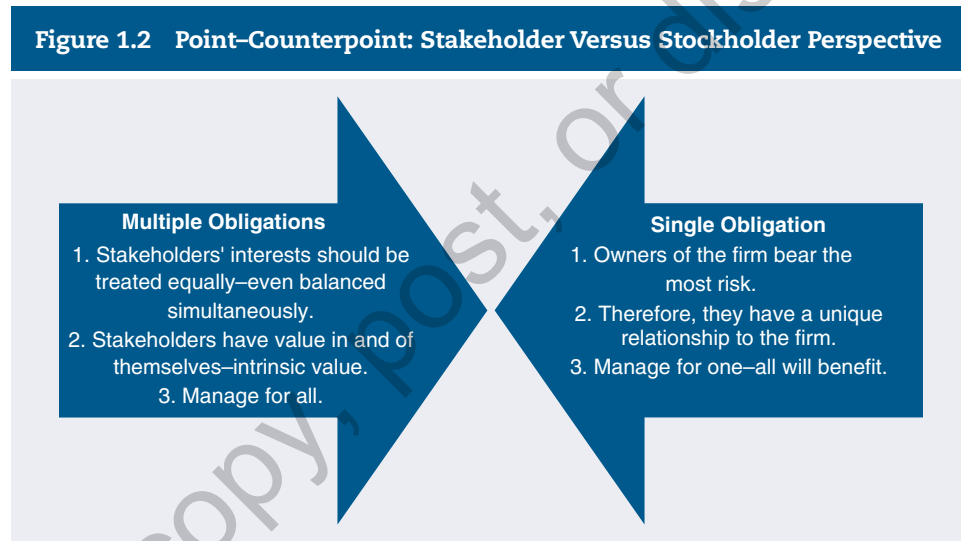 Figure 1.2 Point–Counterpoint: Stakeholder Versus Stockholder Perspective
Multiple Obligations
1. Stakeholders' interests should be
treated equally–even balanced
simultaneously.
2. Stakeholders have value in and of
themselves–intrinsic value.
3. Manage for all.
Single Obligation
1. Owners of the firm bear the
most risk.
2. Therefore, they have a unique
relationship to the firm.
3. Manage for one–all will benefit.
copy, post, or dis